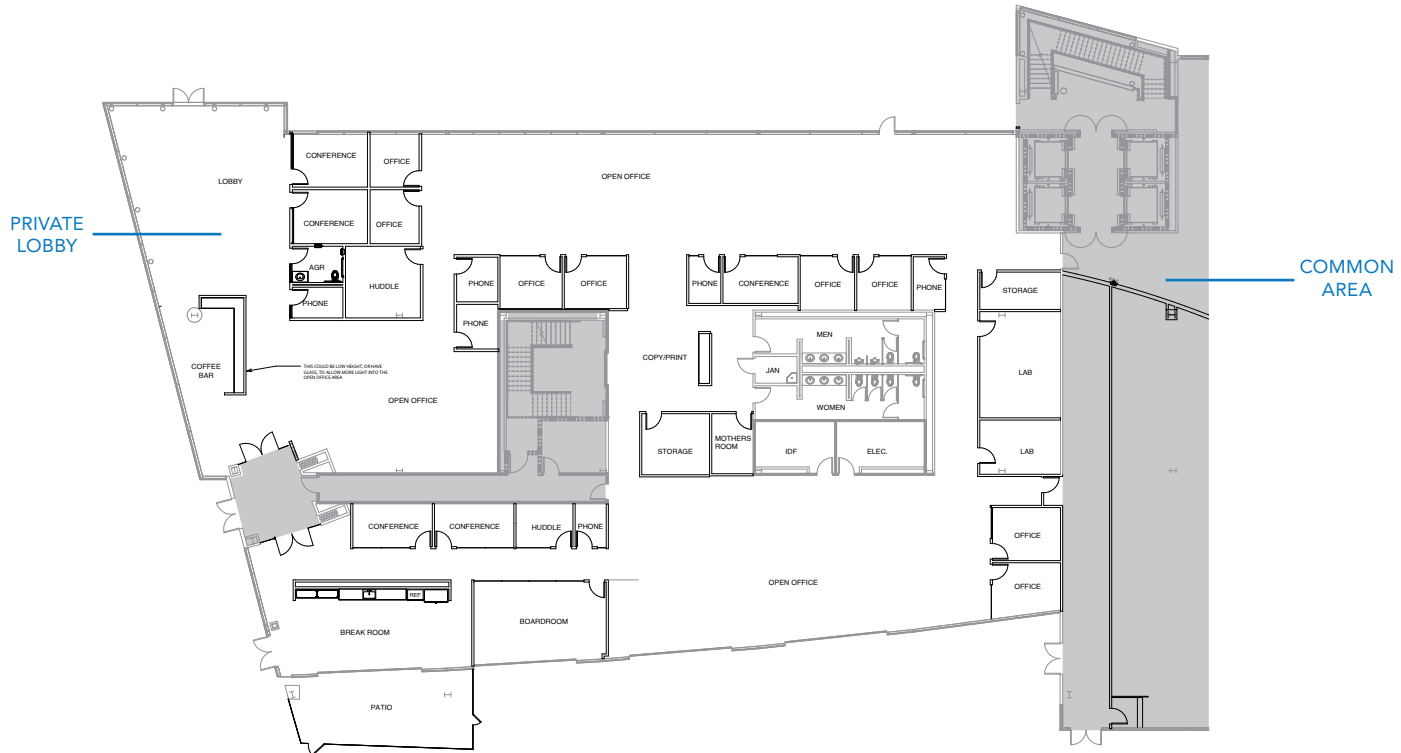 PRIVATE
LOBBY
LOBBY
CONFERENCE
OFFICE
OPEN OFFICE
CONFERENCE
OFFICE
COMMON
AREA
AGR
PHONE
HUDDLE
PHONE
OFFICE
OFFICE
PHONE
CONFERENCE
OFFICE
OFFICE
PHONE
STORAGE
PHONE
COFFEE
BAR
THIS COULD BE LOW HEIGHT, OR HAVE
GLASS, TO ALLOW MORE LIGHT INTO THE
OPEN OFFICE AREA
OPEN OFFICE
COPY/PRINT
MEN
JAN
WOMEN
LAB
STORAGE
MOTHERS
ROOM
IDF
ELEC.
LAB
CONFERENCE
CONFERENCE
HUDDLE
PHONE
OFFICE
OFFICE
OPEN OFFICE
REF
BREAK ROOM
BOARDROOM
PATIO